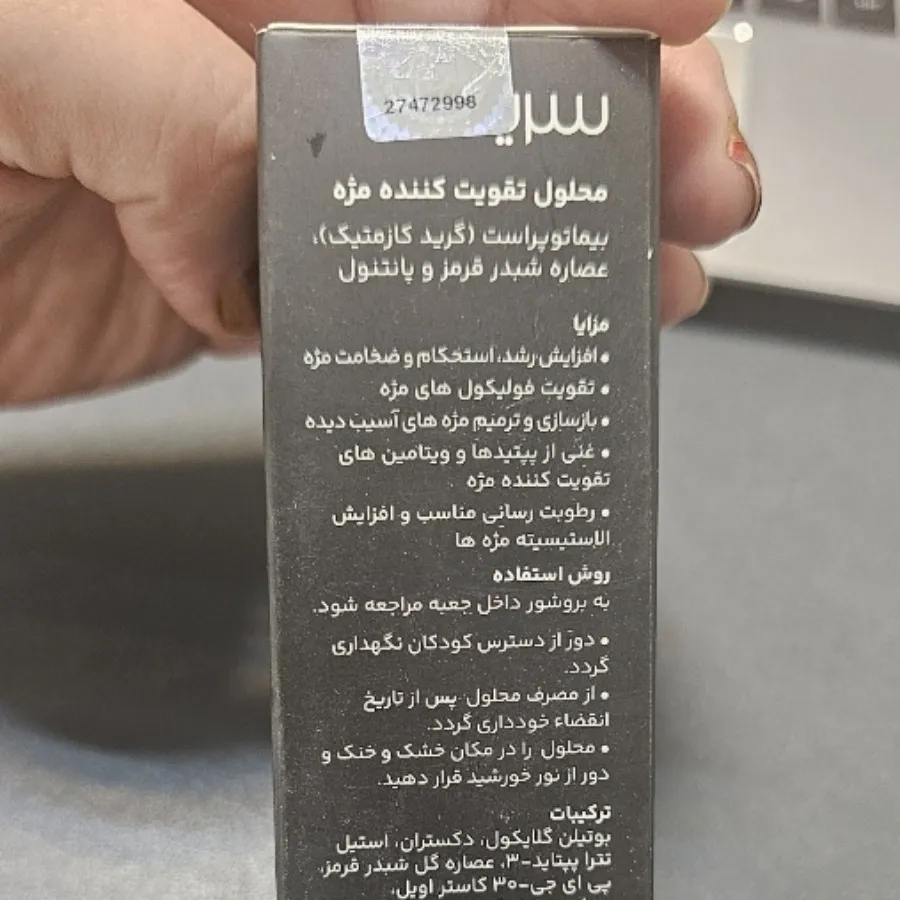 27472998
محلول تقویت کننده مژه
بیماتوپراست (گرید کازمتیک)،
عصاره شبدر قرمز و پانتنول
مزایا
• افزایش رشد، استحکام و ضخامت مژه
• تقویت فولیکول های مژه
• بازسازی و ترمیم مژه های آسیب دیده
• غنی از پپتیدها و ویتامین های
تقویت کننده مژه
• رطوبت رسانی مناسب و افزایش
الاستیسیته مژه ها
روش استفاده
به بروشور داخل جعبه مراجعه شود.
• دور از دسترس کودکان نگهداری
گردد.
• از مصرف محلول پس از تاریخ
انقضاء خودداری گردد.
• محلول را در مکان خشک و خنک و
دور از نور خورشید قرار دهید.
ترکیبات
بوتیلن گلایکول، دکستران، استیل
تترا پپتاید-۳، عصاره گل شبدر قرمز،
پی ای جی-۳۰ کاستر اویل،